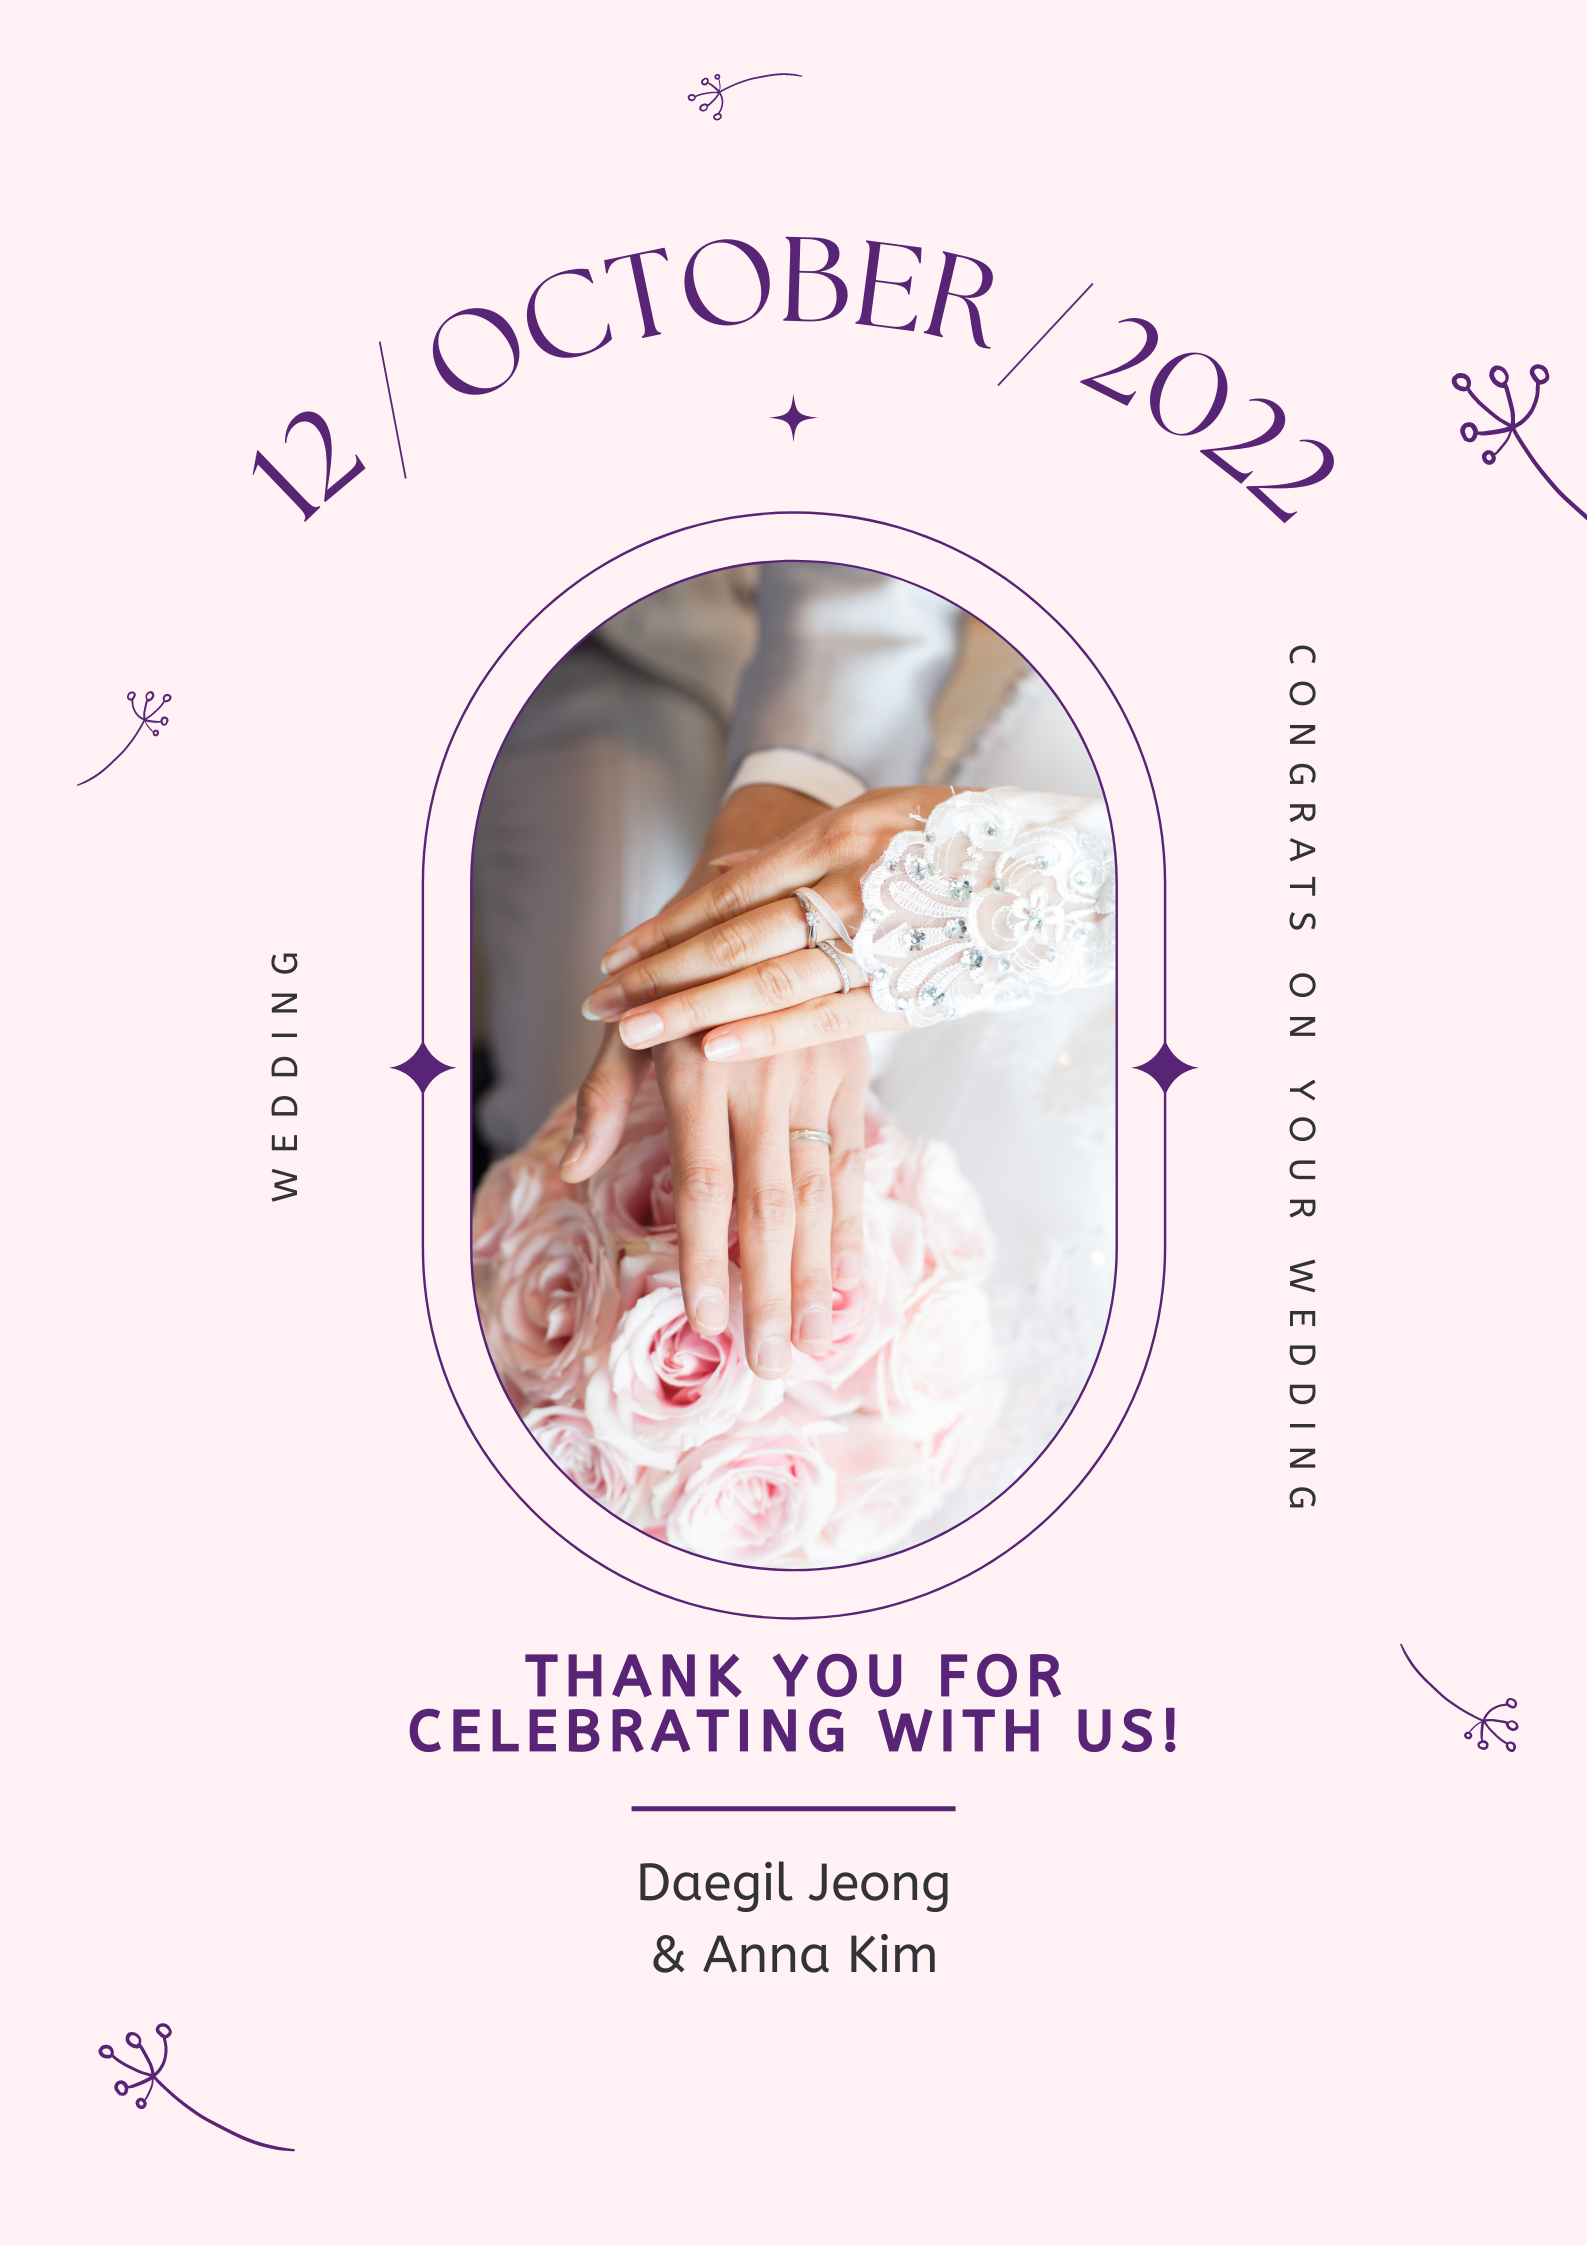 12 / OCTOBER / 2022
WEDDING
CONGRATS ON YOUR WEDDING
THANK YOU FOR
CELEBRATING WITH US!
Daegil Jeong
& Anna Kim